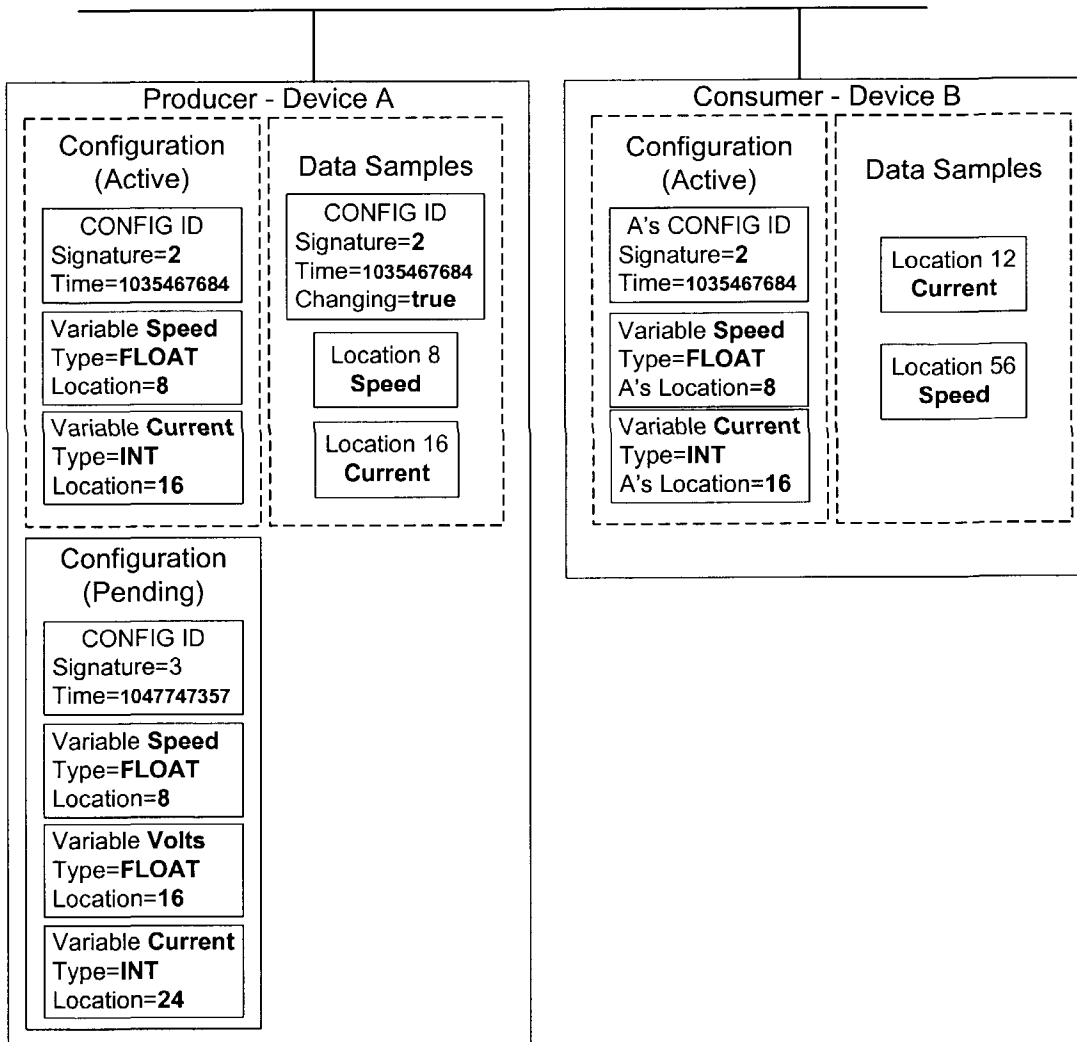 Producer - Device A
Configuration
(Active)
CONFIG ID
Signature=2
Time=1035467684
Variable Speed
Type=FLOAT
Location=8
Variable Current
Type=INT
Location=16
Data Samples
CONFIG ID
Signature=2
Time=1035467684
Changing=true
Location 8
Speed
Location 16
Current
Configuration
(Pending)
CONFIG ID
Signature=3
Time=1047747357
Variable Speed
Type=FLOAT
Location=8
Variable Volts
Type=FLOAT
Location=16
Variable Current
Type=INT
Location=24
Consumer - Device B
Configuration
(Active)
A's CONFIG ID
Signature=2
Time=1035467684
Variable Speed
Type=FLOAT
A's Location=8
Variable Current
Type=INT
A's Location=16
Data Samples
Location 12
Current
Location 56
Speed